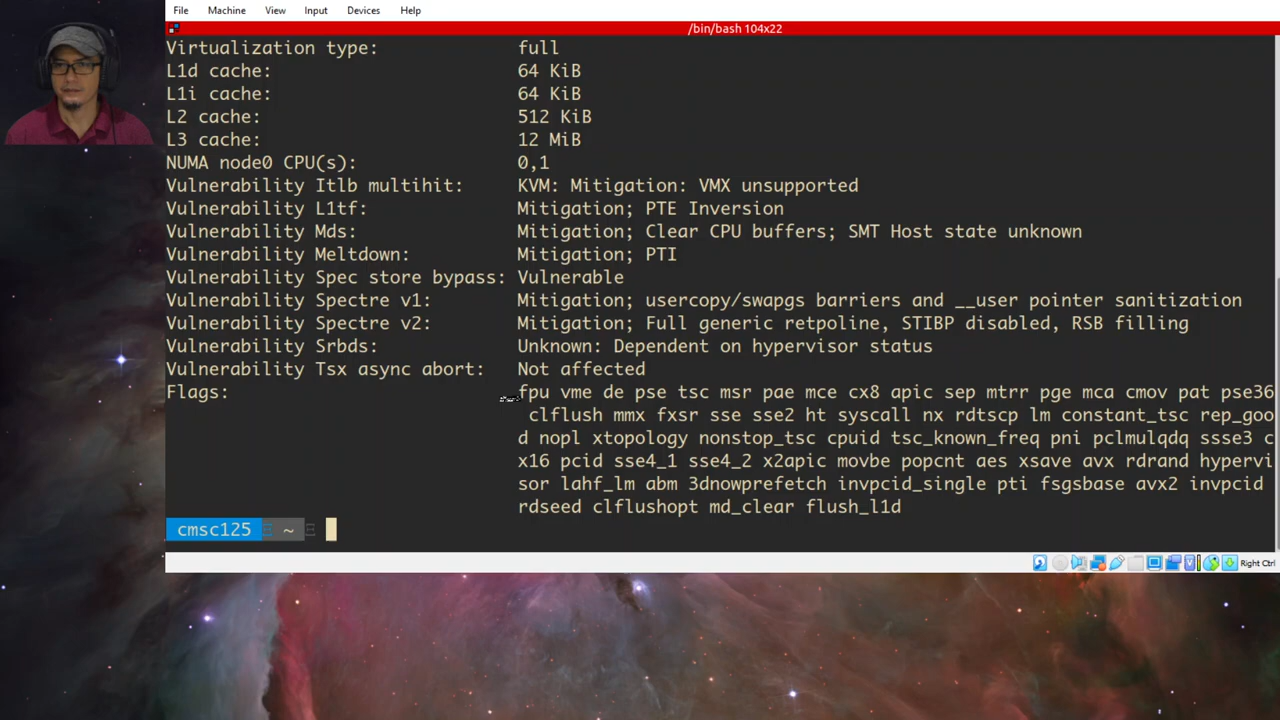 File Machine View Input Devices Help
/bin/bash 104x22
Virtualization type: full
L1d cache: 64 KiB
L1i cache: 64 KiB
L2 cache: 512 KiB
L3 cache: 12 MiB
NUMA node0 CPU(s): 0,1
Vulnerability Itlb multihit: KVM: Mitigation: VMX unsupported
Vulnerability L1tf: Mitigation; PTE Inversion
Vulnerability Mds: Mitigation; Clear CPU buffers; SMT Host state unknown
Vulnerability Meltdown: Mitigation; PTI
Vulnerability Spec store bypass: Vulnerable
Vulnerability Spectre v1: Mitigation; usercopy/swapgs barriers and __user pointer sanitization
Vulnerability Spectre v2: Mitigation; Full generic retpoline, STIBP disabled, RSB filling
Vulnerability Srbds: Unknown: Dependent on hypervisor status
Vulnerability Tsx async abort: Not affected
Flags: fpu vme de pse tsc msr pae mce cx8 apic sep mtrr pge mca cmov pat pse36
clflush mmx fxsr sse sse2 ht syscall nx rdtscp lm constant_tsc rep_goo
d nopl xtopology nonstop_tsc cpuid tsc_known_freq pni pclmulqdq ssse3 c
x16 pcid sse4_1 sse4_2 x2apic movbe popcnt aes xsave avx rdrand hypervi
sor lahf_lm abm 3dnowprefetch invpcid_single pti fsgsbase avx2 invpcid
rdseed clflushopt md_clear flush_l1d
cmsc125 ~
Right Ctrl